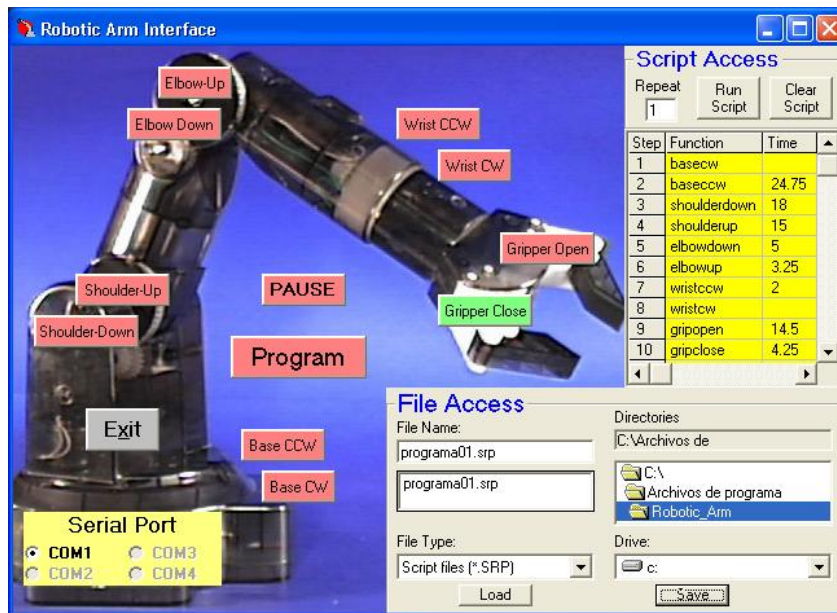 Robotic Arm Interface
Elbow-Up
Elbow Down
Wrist CCW
Wrist CW
Gripper Open
Gripper Close
Shoulder-Up
Shoulder-Down
PAUSE
Program
Exit
Base CCW
Base CW
Serial Port
COM1 COM3
COM2 COM4
Script Access
Repeat
1
Run Script
Clear Script
Step Function Time
1 basecw
2 baseccw 24.75
3 shoulderdown 18
4 shoulderup 15
5 elbowdown 5
6 elbowup 3.25
7 wristccw 2
8 wristcw
9 gripopen 14.5
10 gripclose 4.25
File Access
File Name:
programa01.srp
programa01.srp
File Type:
Script files (*.SRP)
Load
Directories
C:\Archivos de
C:\
Archivos de programa
Robotic_Arm
Drive:
c:
Save